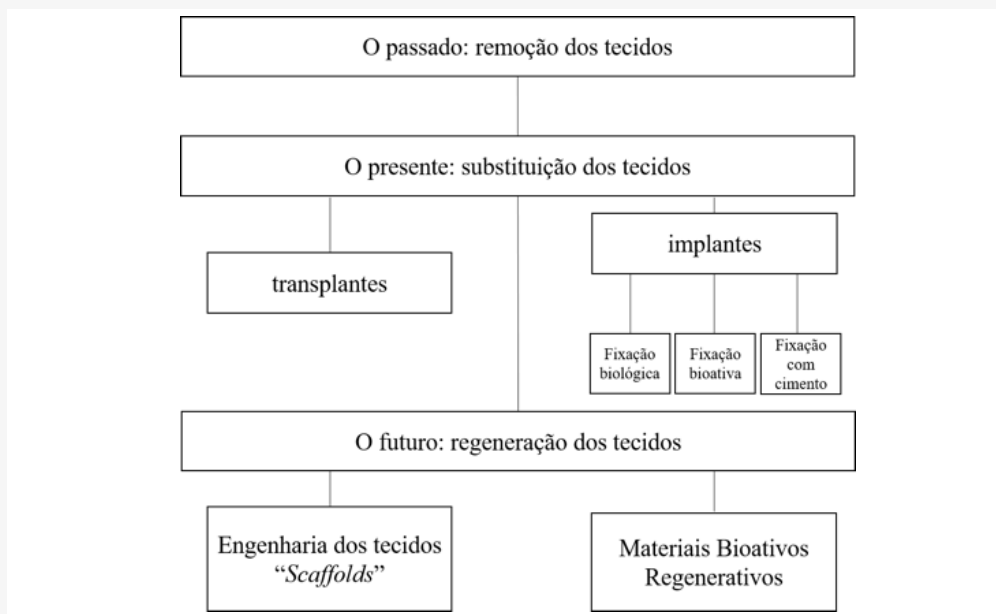 O passado: remoção dos tecidos
O presente: substituição dos tecidos
transplantes
implantes
Fixação
biológica
Fixação
bioativa
Fixação
com
cimento
O futuro: regeneração dos tecidos
Engenharia dos tecidos
“Scaffolds”
Materiais Bioativos
Regenerativos